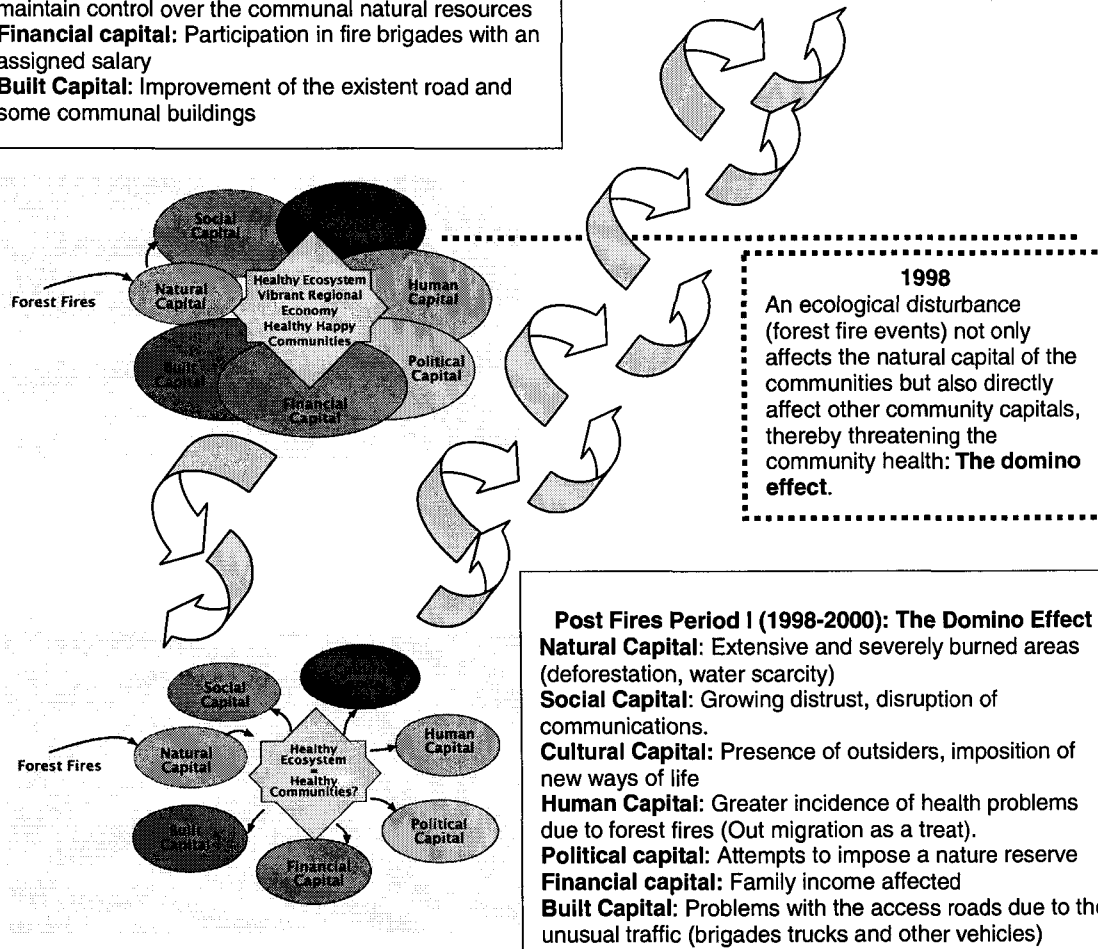 maintain control over the communal natural resources
Financial capital: Participation in fire brigades with an
assigned salary
Built Capital: Improvement of the existent road and
some communal buildings
Social
Capital
Forest Fires
Natural
Capital
Healthy Ecosystem
Vibrant Regional
Economy
Healthy Happy
Communities
Human
Capital
Political
Capital
Built
Capital
Financial
Capital
1998
An ecological disturbance
(forest fire events) not only
affects the natural capital of the
communities but also directly
affect other community capitals,
thereby threatening the
community health: The domino
effect.
Social
Capital
Forest Fires
Natural
Capital
Healthy
Ecosystem
=
Healthy
Communities?
Human
Capital
Political
Capital
Built
Capital
Financial
Capital
Post Fires Period I (1998-2000): The Domino Effect
Natural Capital: Extensive and severely burned areas
(deforestation, water scarcity)
Social Capital: Growing distrust, disruption of
communications.
Cultural Capital: Presence of outsiders, imposition of
new ways of life
Human Capital: Greater incidence of health problems
due to forest fires (Out migration as a treat).
Political capital: Attempts to impose a nature reserve
Financial capital: Family income affected
Built Capital: Problems with the access roads due to the
unusual traffic (brigades trucks and other vehicles)